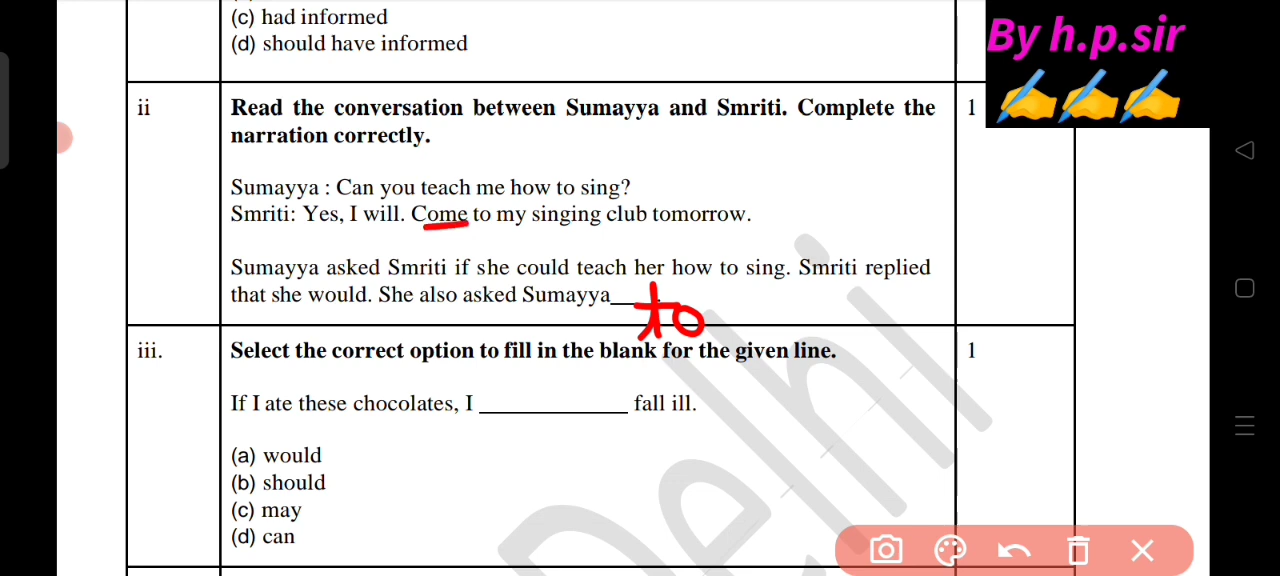 (c) had informed
(d) should have informed
By h.p.sir
ii
Read the conversation between Sumayya and Smriti. Complete the
1
narration correctly.
Sumayya : Can you teach me how to sing?
Smriti: Yes, I will. Come to my singing club tomorrow.
Sumayya asked Smriti if she could teach her how to sing. Smriti replied
that she would. She also asked Sumayya____
to
iii.
Select the correct option to fill in the blank for the given line.
1
If I ate these chocolates, I _____________ fall ill.
(a) would
(b) should
(c) may
(d) can
Delhi